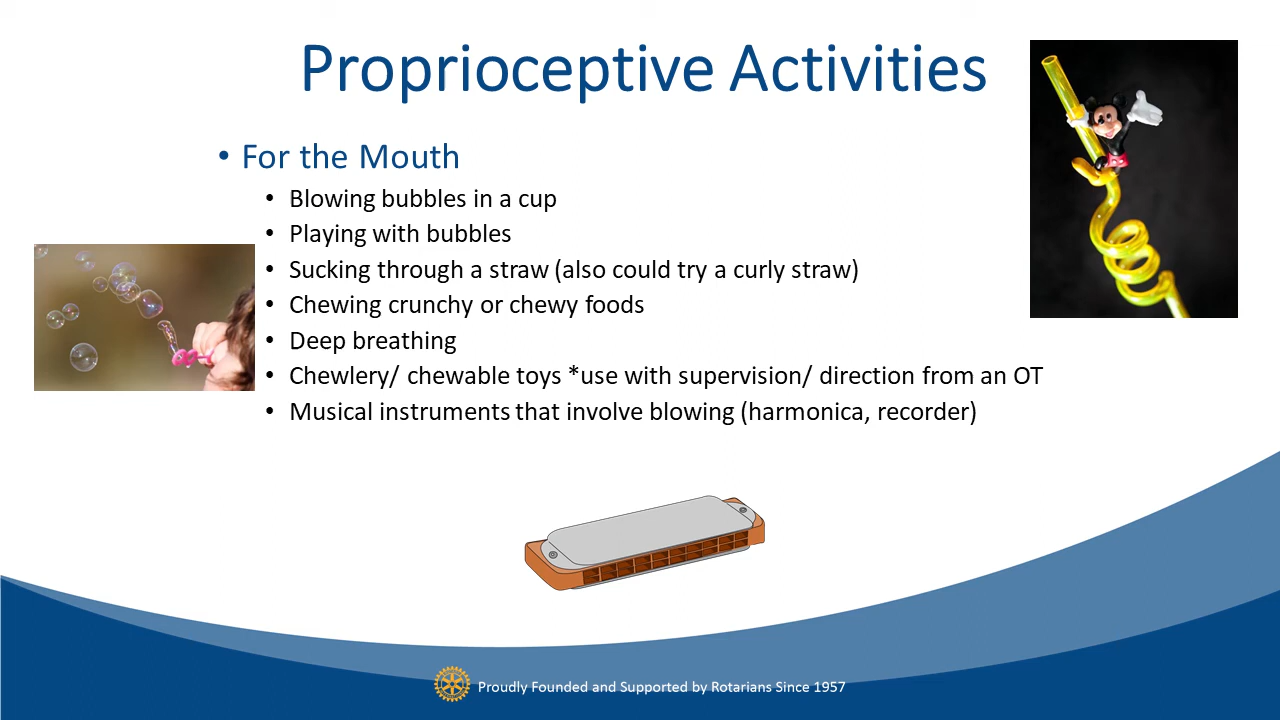 Proprioceptive Activities
• For the Mouth
• Blowing bubbles in a cup
• Playing with bubbles
• Sucking through a straw (also could try a curly straw)
• Chewing crunchy or chewy foods
• Deep breathing
• Chewlery/ chewable toys *use with supervision/ direction from an OT
• Musical instruments that involve blowing (harmonica, recorder)
Proudly Founded and Supported by Rotarians Since 1957